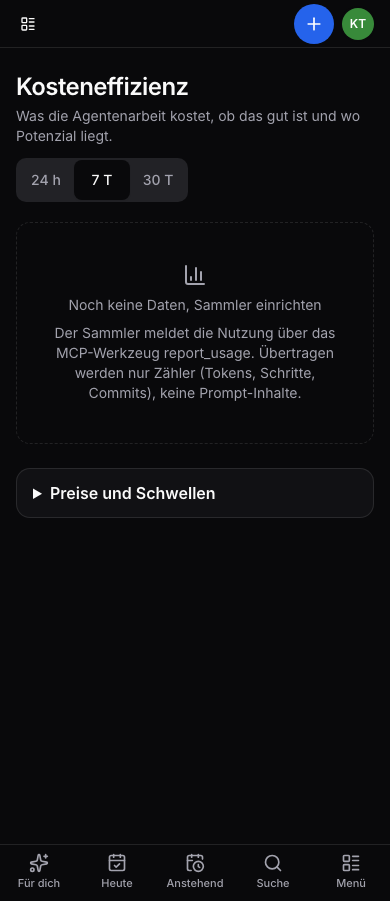 KT
Kosteneffizienz
Was die Agentenarbeit kostet, ob das gut ist und wo
Potenzial liegt.
24 h 7 T 30 T
Noch keine Daten, Sammler einrichten
Der Sammler meldet die Nutzung über das
MCP-Werkzeug report_usage. Übertragen
werden nur Zähler (Tokens, Schritte,
Commits), keine Prompt-Inhalte.
Preise und Schwellen
Für dich Heute Anstehend Suche Menü